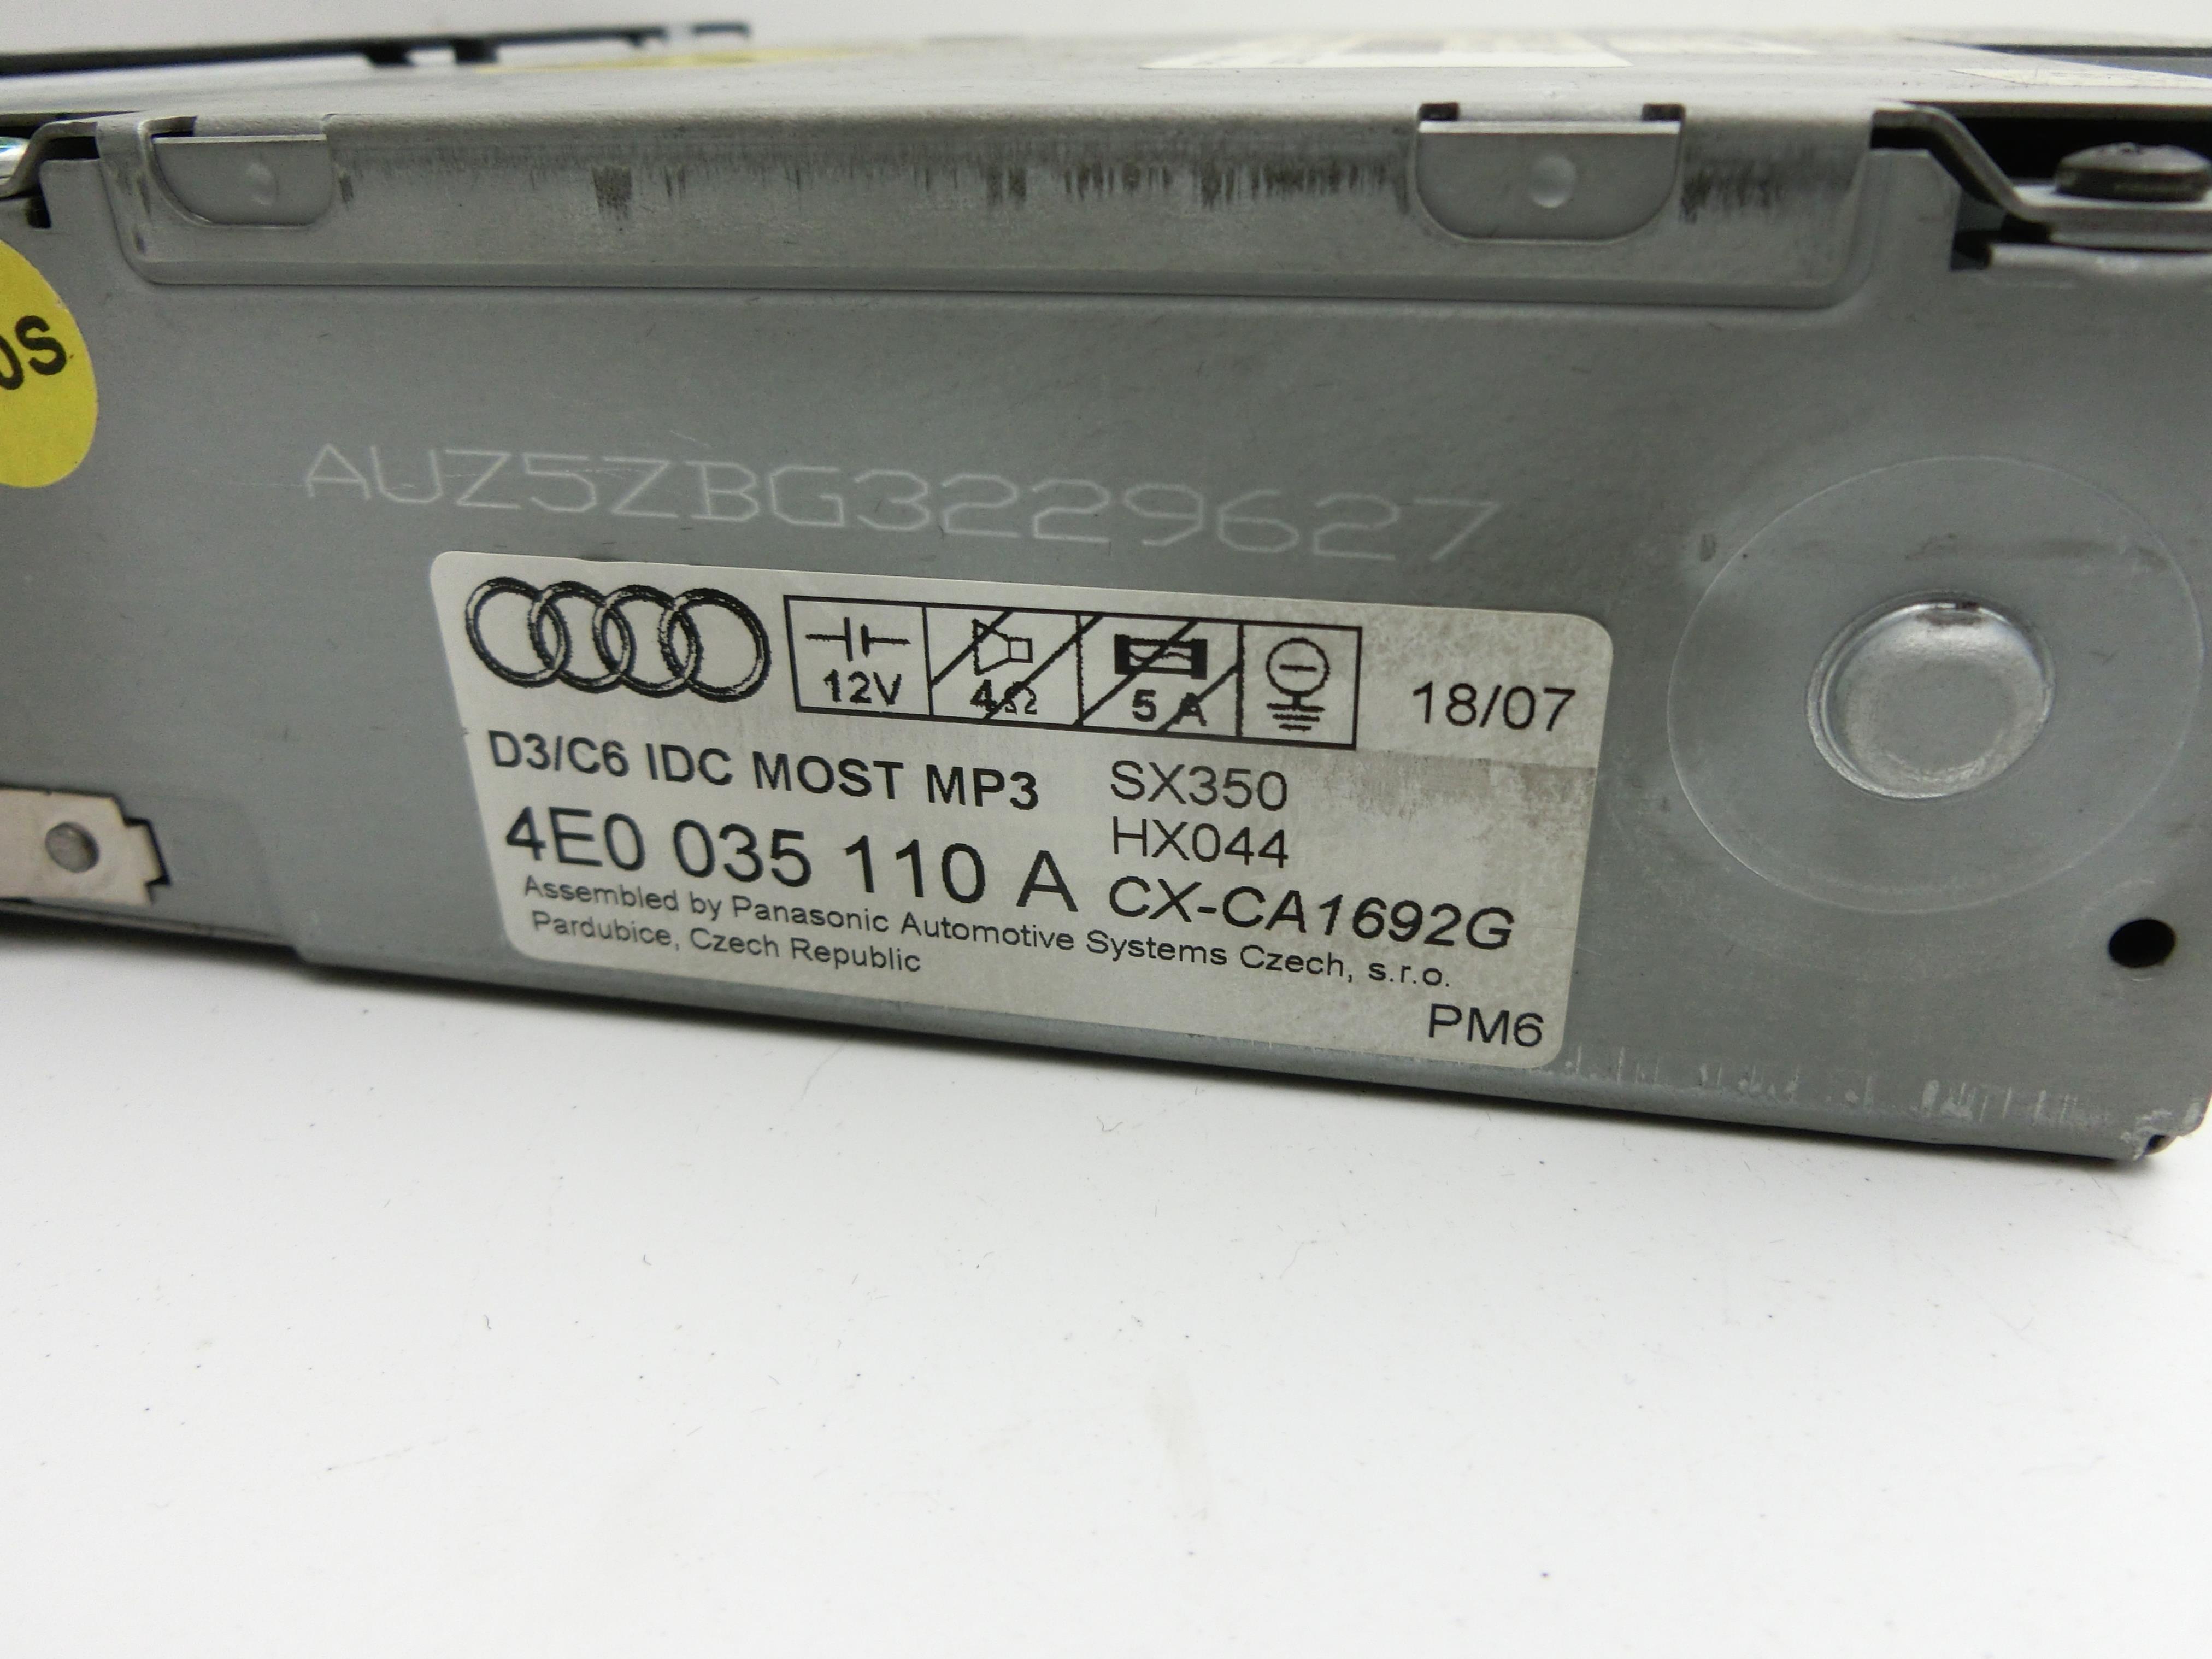 AUZ5ZBG3229627
12V 4Ω 5 A
18/07
D3/C6 IDC MOST MP3
SX350
4E0 035 110 A
HX044
CX-CA1692G
Assembled by Panasonic Automotive Systems Czech, s.r.o.
Pardubice, Czech Republic
PM6